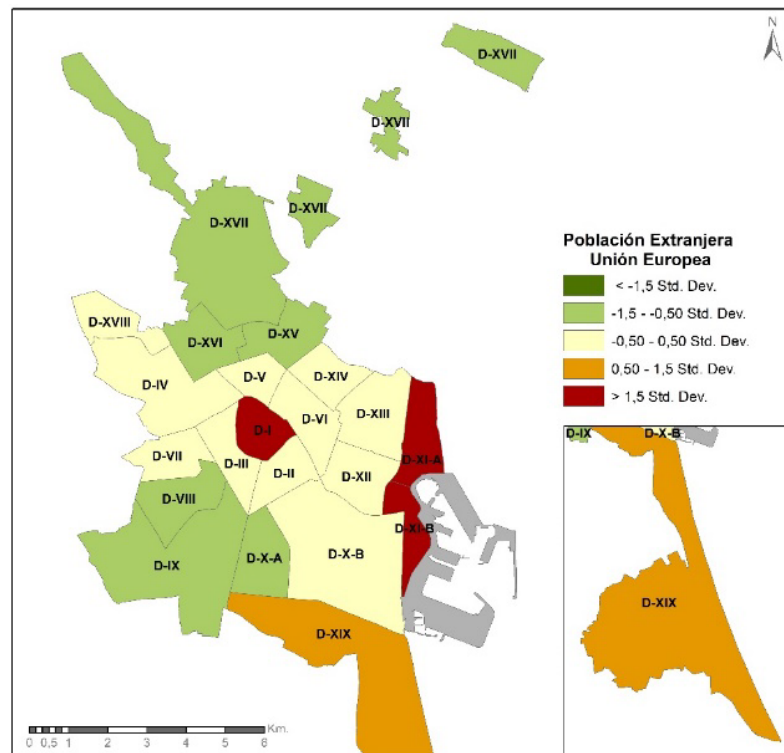 N
D-XVII
D-XVII
D-XVII
D-XVII
Población Extranjera
Unión Europea
< -1,5 Std. Dev.
-1,5 - -0,50 Std. Dev.
-0,50 - 0,50 Std. Dev.
0,50 - 1,5 Std. Dev.
> 1,5 Std. Dev.
D-XVIII
D-XVI
D-XV
D-IV
D-V
D-XIV
D-I
D-VI
D-XIII
D-VII
D-III
D-II
D-XII
D-XI-A
D-VIII
D-XI-B
D-IX
D-X-A
D-X-B
D-XIX
D-IX
D-X-B
D-XIX
Km.
0 0,5 1 2 3 4 5 6